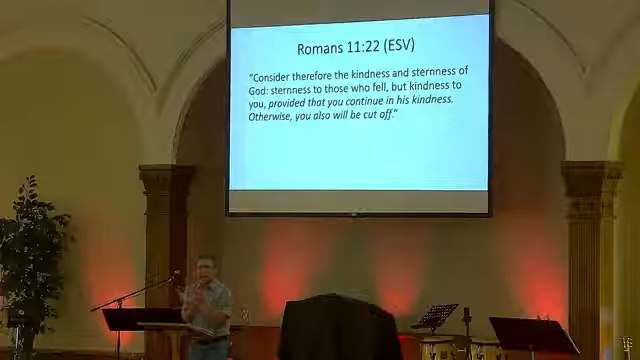 Romans 11:22 (ESV)
"Consider therefore the kindness and sternness of
God: sternness to those who fell, but kindness to
you, provided that you continue in his kindness.
Otherwise, you also will be cut off."